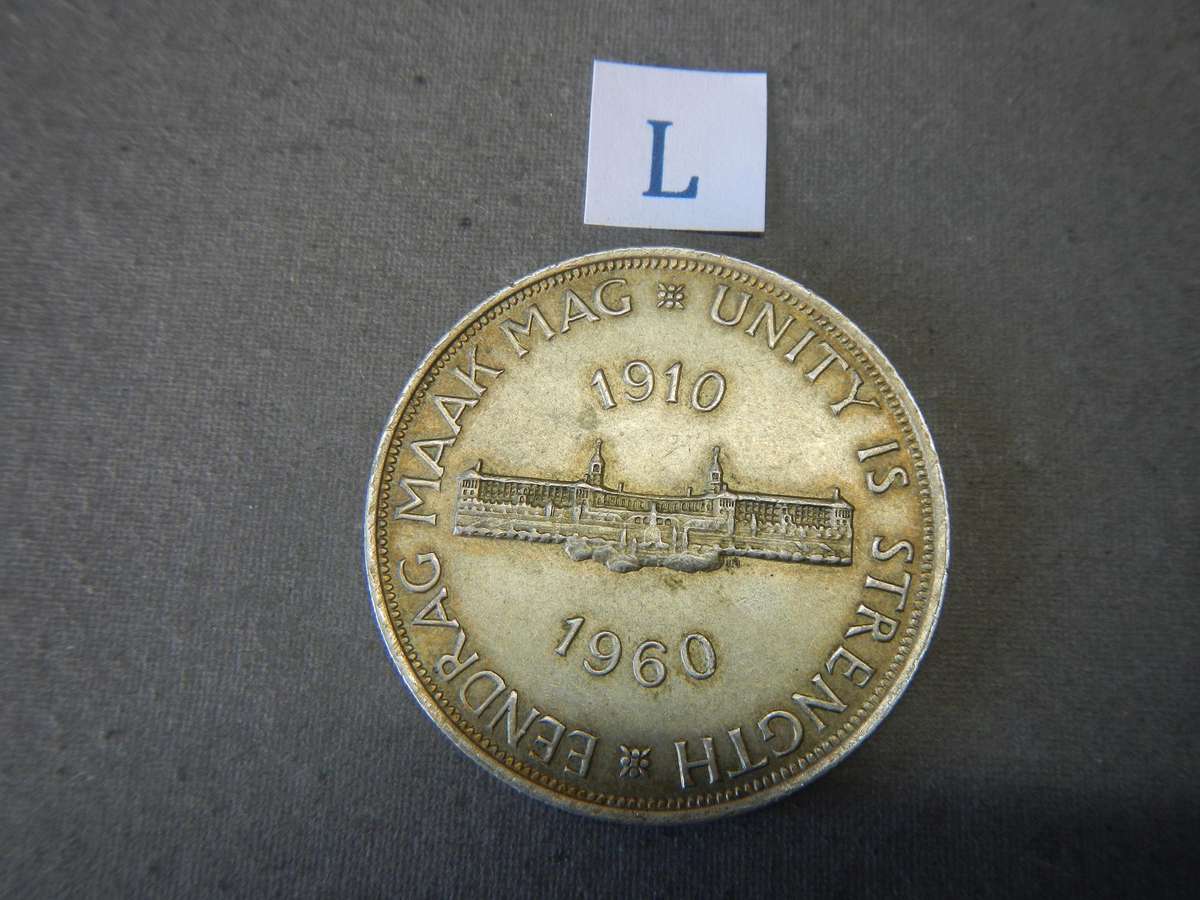 L
EENDRAG MAAK MAG
UNITY IS STRENGTH
1910
1960